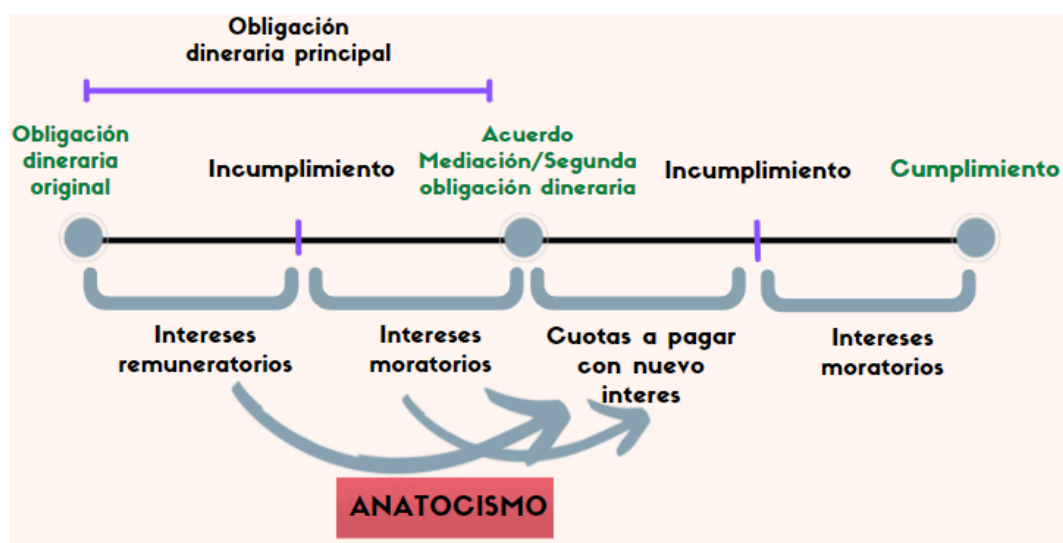 Obligación
dineraria principal
Obligación
dineraria
original
Incumplimiento
Acuerdo
Mediación/Segunda
obligación dineraria
Incumplimiento
Cumplimiento
Intereses
remuneratorios
Intereses
moratorios
Cuotas a pagar
con nuevo
interes
Intereses
moratorios
ANATOCISMO